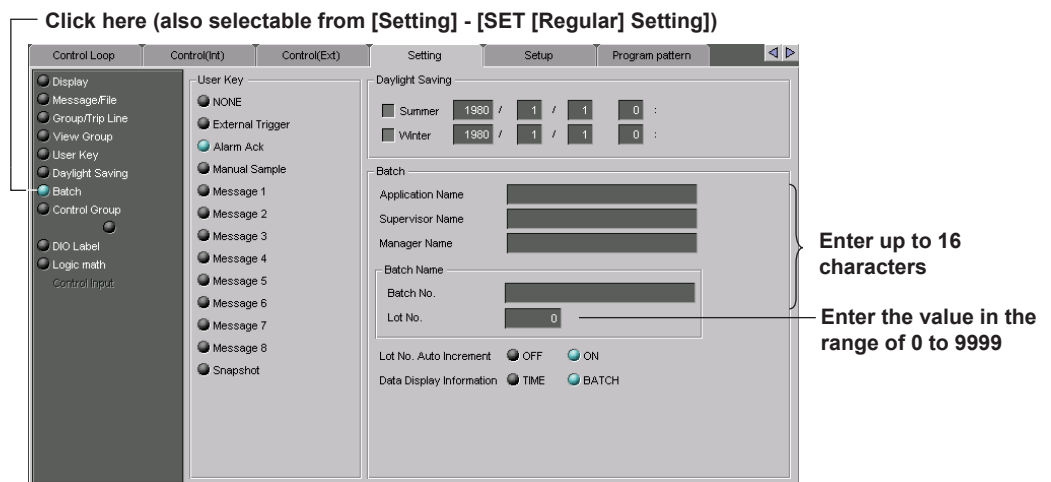 Click here (also selectable from [Setting] - [SET [Regular] Setting])
Control Loop Control(Int) Control(Ext) Setting Setup Program pattern
Display
Message/File
Group/Trip Line
View Group
User Key
Daylight Saving
Batch
Control Group
DIO Label
Logic math
Control Input
User Key
NONE
External Trigger
Alarm Ack
Manual Sample
Message 1
Message 2
Message 3
Message 4
Message 5
Message 6
Message 7
Message 8
Snapshot
Daylight Saving
Summer 1980 / 1 / 1 0 :
Winter 1980 / 1 / 1 0 :
Batch
Application Name
Supervisor Name
Manager Name
Batch Name
Batch No.
Lot No. 0
Lot No. Auto Increment OFF ON
Data Display Information TIME BATCH
Enter up to 16
characters
Enter the value in the
range of 0 to 9999